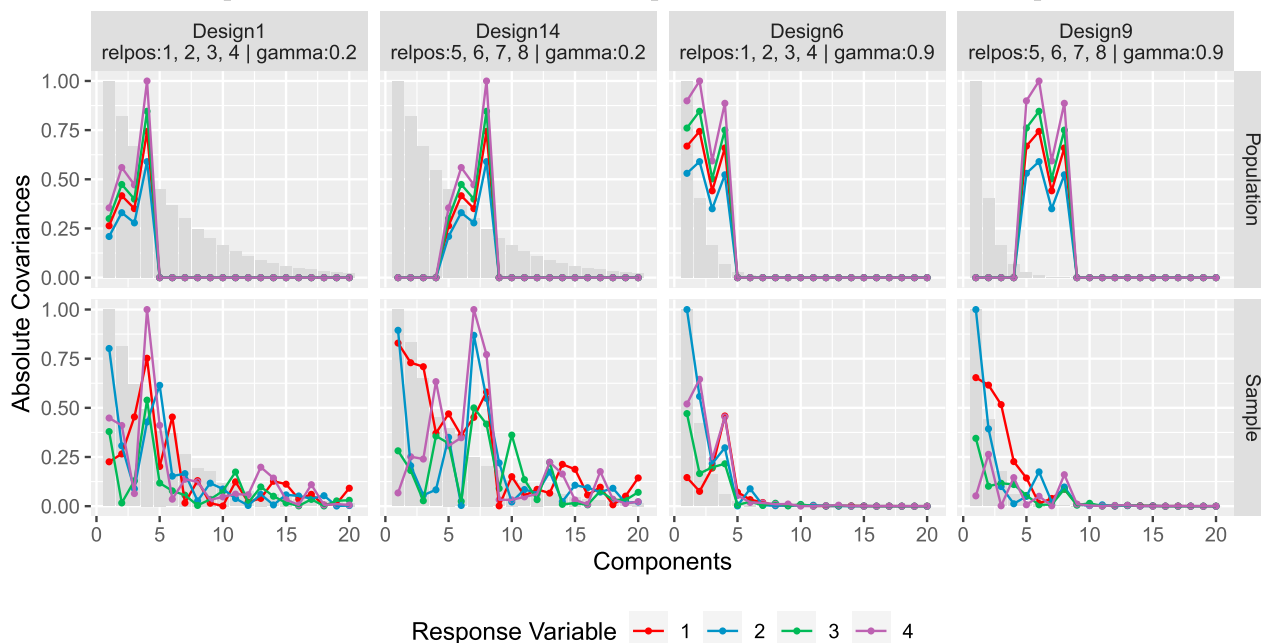 Design1
relpos:1, 2, 3, 4 | gamma:0.2
Design14
relpos:5, 6, 7, 8 | gamma:0.2
Design6
relpos:1, 2, 3, 4 | gamma:0.9
Design9
relpos:5, 6, 7, 8 | gamma:0.9
Absolute Covariances
1.00
0.75
0.50
0.25
0.00
Population
1.00
0.75
0.50
0.25
0.00
Sample
0 5 10 15 20
0 5 10 15 20
0 5 10 15 20
0 5 10 15 20
Components
Response Variable 1 2 3 4